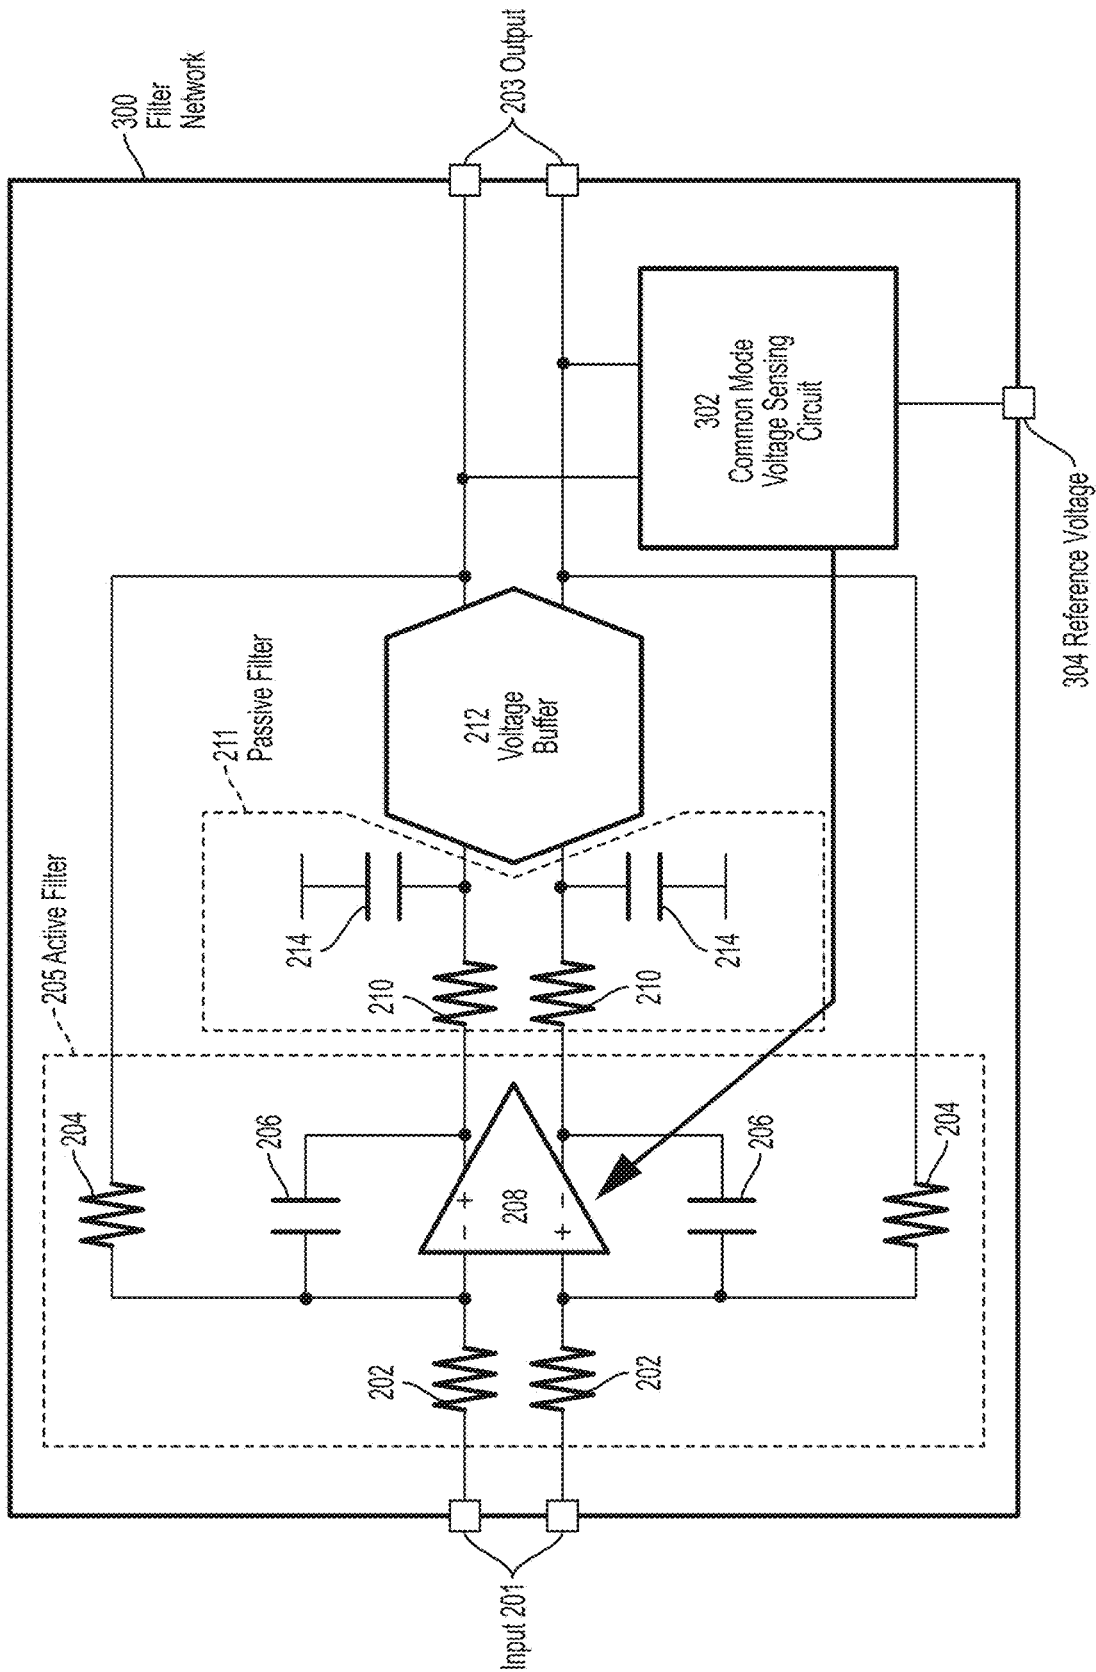 300
Filter
Network
203 Output
205 Active Filter
211
Passive Filter
204
206
214
210
202
- +
208
+ -
212
Voltage
Buffer
302
Common Mode
Voltage Sensing
Circuit
202
210
214
206
204
Input 201
304 Reference Voltage